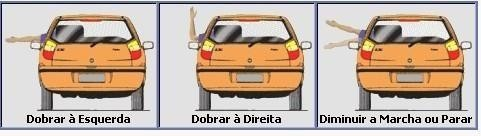 Dobrar à Esquerda
Dobrar à Direita
Diminuir a Marcha ou Parar